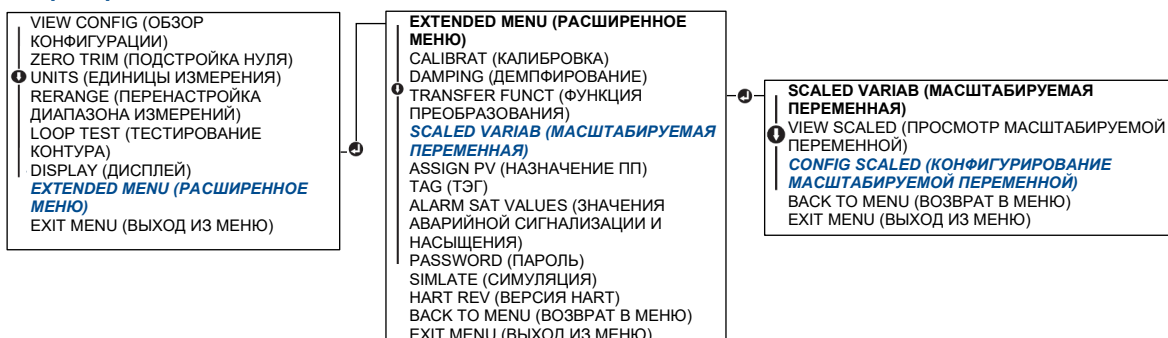 VIEW CONFIG (ОБЗОР
КОНФИГУРАЦИИ)
ZERO TRIM (ПОДСТРОЙКА НУЛЯ)
UNITS (ЕДИНИЦЫ ИЗМЕРЕНИЯ)
RERANGE (ПЕРЕНАСТРОЙКА
ДИАПАЗОНА ИЗМЕРЕНИЙ)
LOOP TEST (ТЕСТИРОВАНИЕ
КОНТУРА)
DISPLAY (ДИСПЛЕЙ)
EXTENDED MENU (РАСШИРЕННОЕ
МЕНЮ)
EXIT MENU (ВЫХОД ИЗ МЕНЮ)
EXTENDED MENU (РАСШИРЕННОЕ
МЕНЮ)
CALIBRAT (КАЛИБРОВКА)
DAMPING (ДЕМПФИРОВАНИЕ)
TRANSFER FUNCT (ФУНКЦИЯ
ПРЕОБРАЗОВАНИЯ)
SCALED VARIAB (МАСШТАБИРУЕМАЯ
ПЕРЕМЕННАЯ)
ASSIGN PV (НАЗНАЧЕНИЕ ПП)
TAG (ТЭГ)
ALARM SAT VALUES (ЗНАЧЕНИЯ
АВАРИЙНОЙ СИГНАЛИЗАЦИИ И
НАСЫЩЕНИЯ)
PASSWORD (ПАРОЛЬ)
SIMLATE (СИМУЛЯЦИЯ)
HART REV (ВЕРСИЯ HART)
BACK TO MENU (ВОЗВРАТ В МЕНЮ)
EXIT MENU (ВЫХОД ИЗ МЕНЮ)
SCALED VARIAB (МАСШТАБИРУЕМАЯ
ПЕРЕМЕННАЯ)
VIEW SCALED (ПРОСМОТР МАСШТАБИРУЕМОЙ
ПЕРЕМЕННОЙ)
CONFIG SCALED (КОНФИГУРИРОВАНИЕ
МАСШТАБИРУЕМОЙ ПЕРЕМЕННОЙ)
BACK TO MENU (ВОЗВРАТ В МЕНЮ)
EXIT MENU (ВЫХОД ИЗ МЕНЮ)